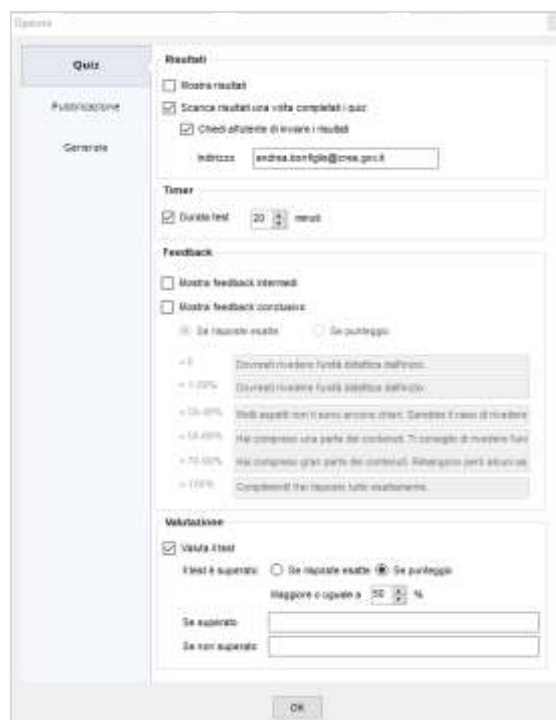 Opzioni
Quiz
Pubblicazione
Generale
Risultati
Mostra risultati
Scarica risultati una volta completati i quiz
Chiedi all'utente di inviare i risultati
Indirizzo andrea.bonfiglio@crea.gov.it
Timer
Durata test 20 minuti
Feedback
Mostra feedback intermedi
Mostra feedback conclusivo
Se risposte esatte Se punteggio
= 0 Dovresti rivedere l'unità didattica dall'inizio.
Dovresti rivedere l'unità didattica dall'inizio.
Molti aspetti non ti sono ancora chiari. Sarebbe il caso di rivedere
Hai compreso una parte dei contenuti. Ti consiglio di rivedere
Hai compreso gran parte dei contenuti. Rimangono però alcuni
= 100% Complimenti! Hai risposto tutto esattamente.
Valutazione
Valuta il test
Il test è superato: Se risposte esatte Se punteggio
Maggiore o uguale a 50 %
Se superato
Se non superato
OK